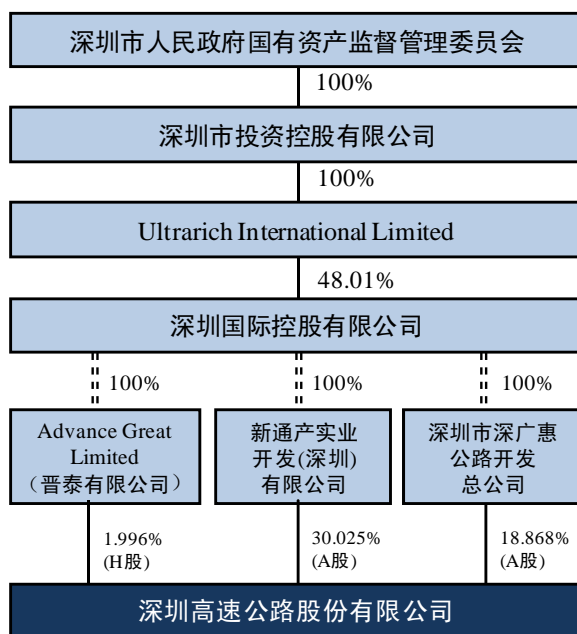 深圳市人民政府国有资产监督管理委员会
100%
深圳市投资控股有限公司
100%
Ultrarich International Limited
48.01%
深圳国际控股有限公司
100%
100%
100%
Advance Great
Limited
（晋泰有限公司）
新通产实业
开发(深圳)
有限公司
深圳市深广惠
公路开发
总公司
1.996%
(H股)
30.025%
(A股)
18.868%
(A股)
深圳高速公路股份有限公司